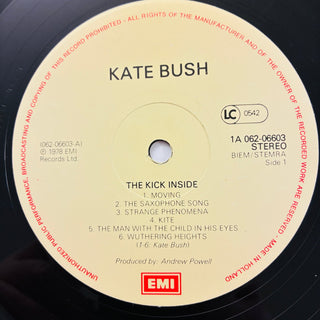 UNAUTHORIZED PUBLIC PERFORMANCE, BROADCASTING AND COPYING OF THIS RECORD PROHIBITED - ALL RIGHTS OF THE MANUFACTURER AND OF THE OWNER OF THE RECORDED WORK ARE RESERVED - MADE IN HOLLAND
KATE BUSH
LC 0542
(062-06603-A)
℗ 1978 EMI
Records Ltd.
1A 062-06603
STEREO
BIEM/STEMRA
Side 1
THE KICK INSIDE
1. MOVING
2. THE SAXOPHONE SONG
3. STRANGE PHENOMENA
4. KITE
5. THE MAN WITH THE CHILD IN HIS EYES
6. WUTHERING HEIGHTS
(1-6: Kate Bush)
Produced by: Andrew Powell
EMI